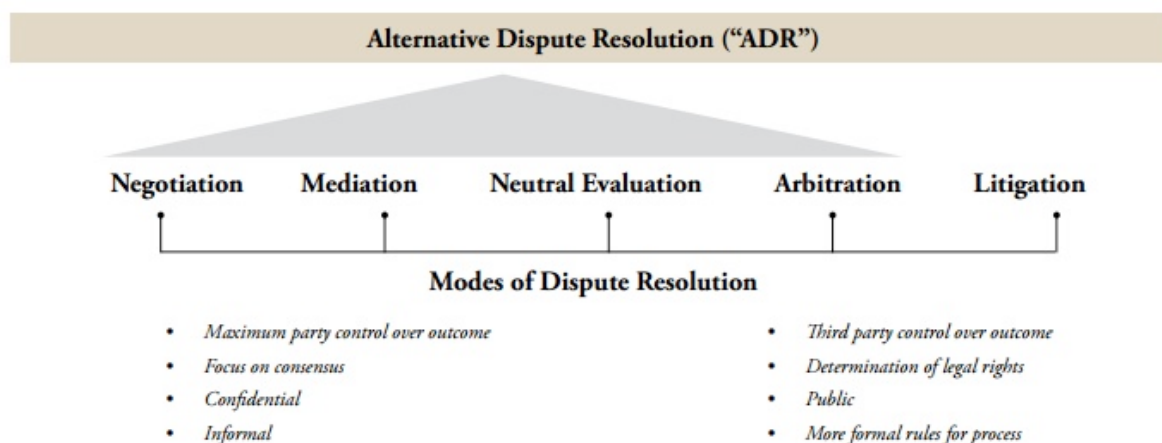 Alternative Dispute Resolution (“ADR”)
Negotiation Mediation Neutral Evaluation Arbitration Litigation
Modes of Dispute Resolution
• Maximum party control over outcome
• Focus on consensus
• Confidential
• Informal
• Third party control over outcome
• Determination of legal rights
• Public
• More formal rules for process